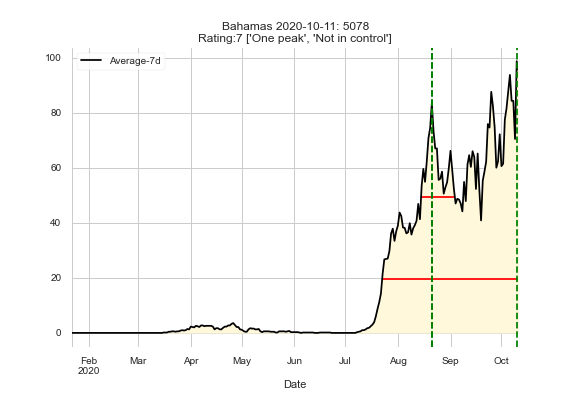 Bahamas 2020-10-11: 5078
Rating:7 ['One peak', 'Not in control']
100
80
60
40
20
0
Average-7d
Feb
2020
Mar
Apr
May
Jun
Jul
Aug
Sep
Oct
Date